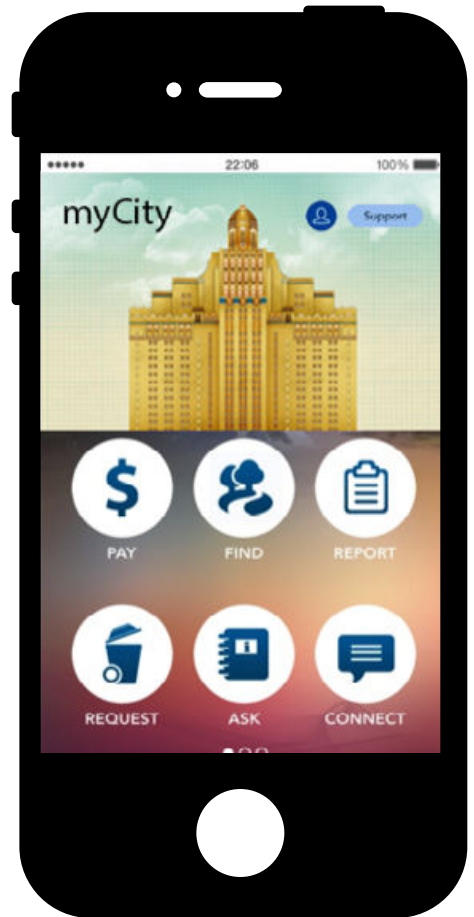 22:06 100%
myCity
Support
$
PAY FIND REPORT
i
REQUEST ASK CONNECT